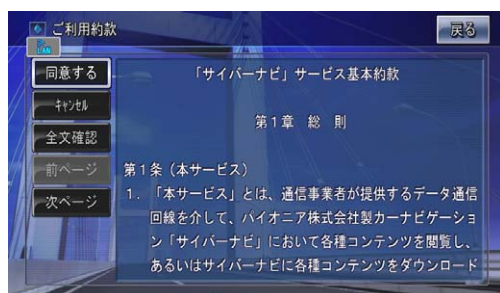 ご利用約款
戻る
LAN
同意する
キャンセル
全文確認
前ページ
次ページ
「サイバーナビ」サービス基本約款
第1章 総 則
第1条（本サービス）
1．「本サービス」とは、通信事業者が提供するデータ通信
回線を介して、パイオニア株式会社製カーナビゲーショ
ン「サイバーナビ」において各種コンテンツを閲覧し、
あるいはサイバーナビに各種コンテンツをダウンロード